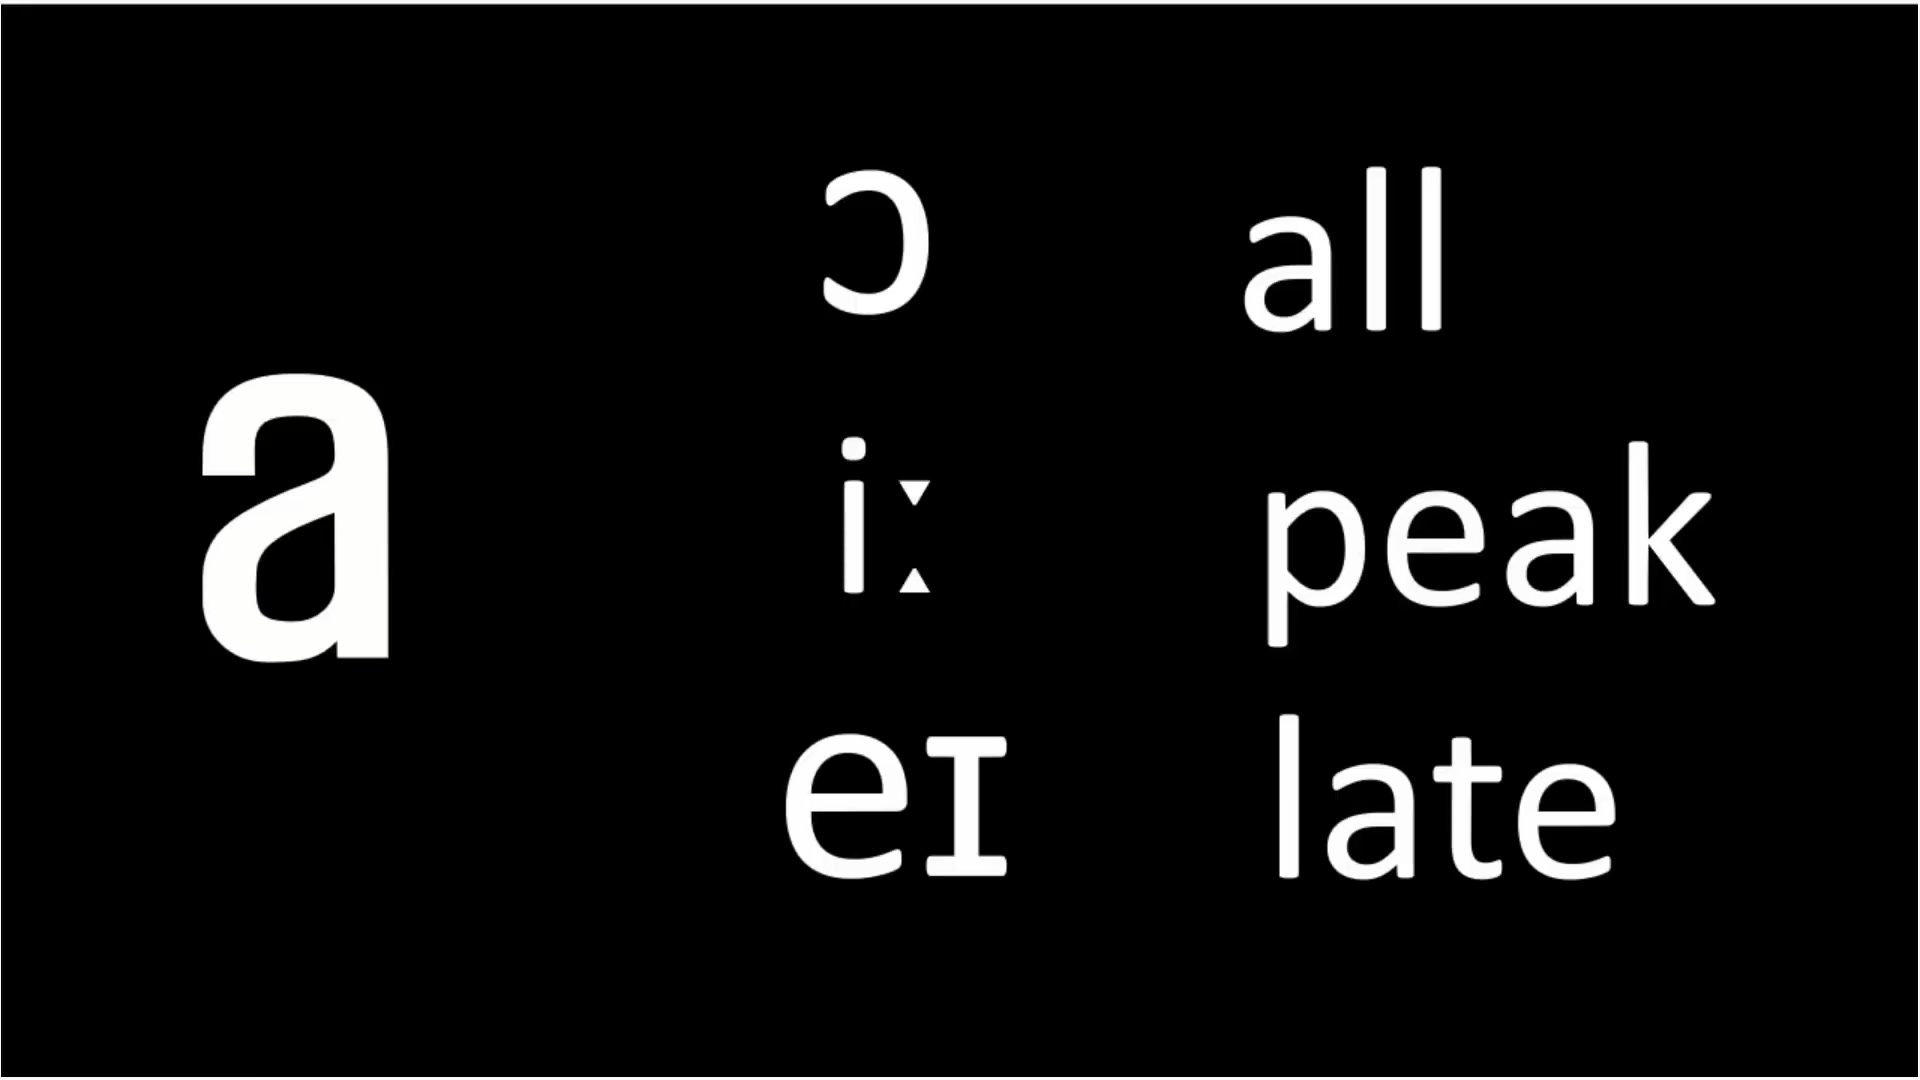 a
ɔ all
iː peak
eɪ late